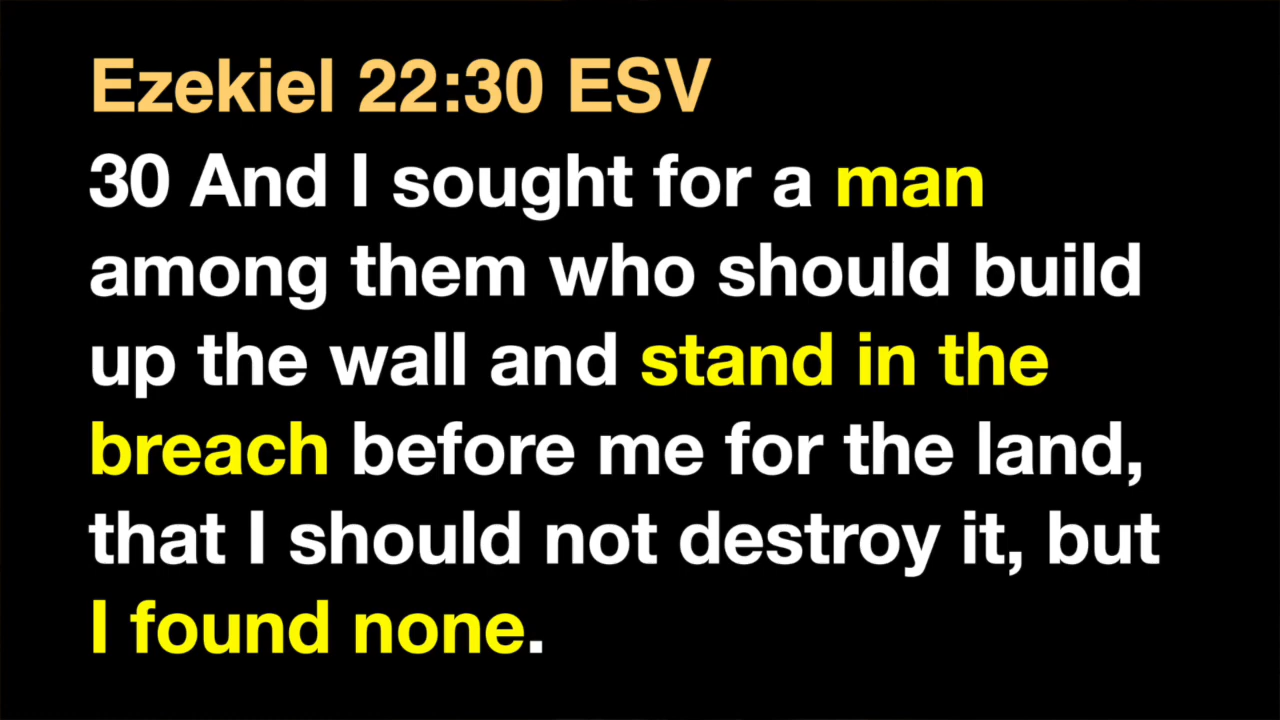 Ezekiel 22:30 ESV
30 And I sought for a man
among them who should build
up the wall and stand in the
breach before me for the land,
that I should not destroy it, but
I found none.